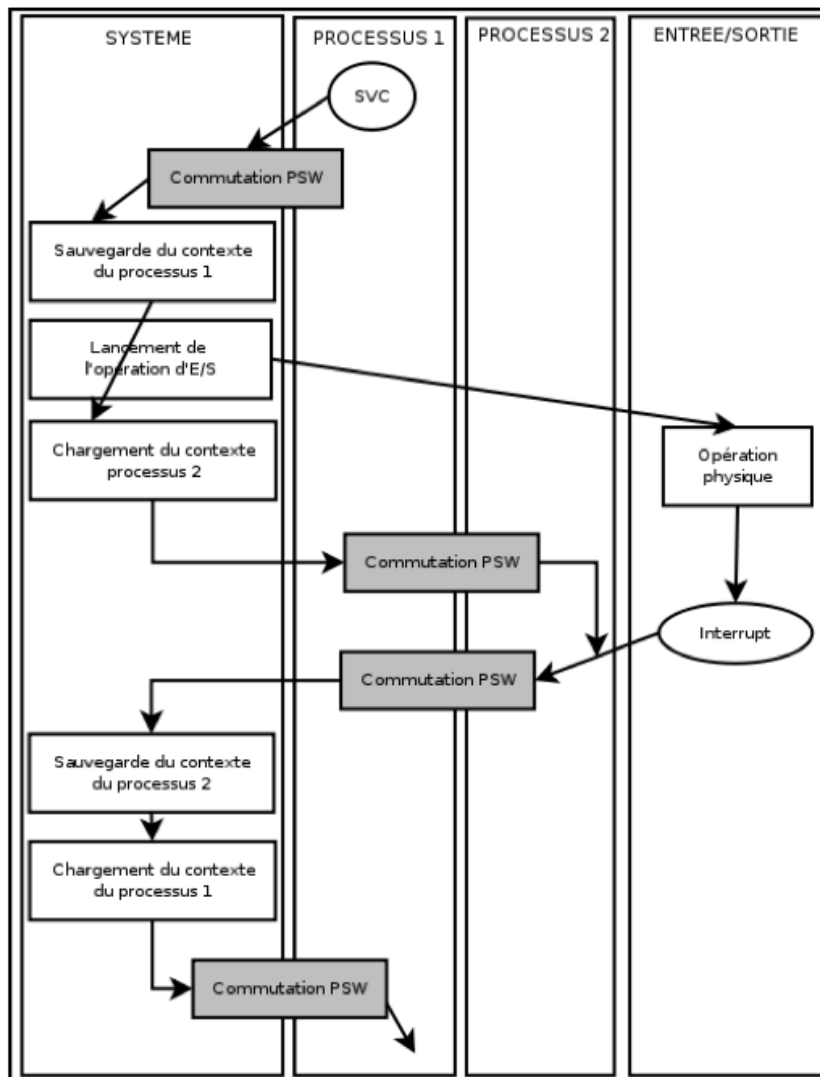 SYSTEME
PROCESSUS 1
PROCESSUS 2
ENTREE/SORTIE
SVC
Commutation PSW
Sauvegarde du contexte
du processus 1
Lancement de
l'opération d'E/S
Chargement du contexte
processus 2
Opération
physique
Commutation PSW
Interrupt
Commutation PSW
Sauvegarde du contexte
du processus 2
Chargement du contexte
du processus 1
Commutation PSW